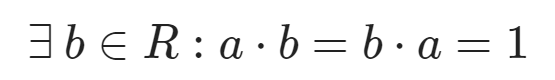 ∃ b ∈ R : a · b = b · a = 1